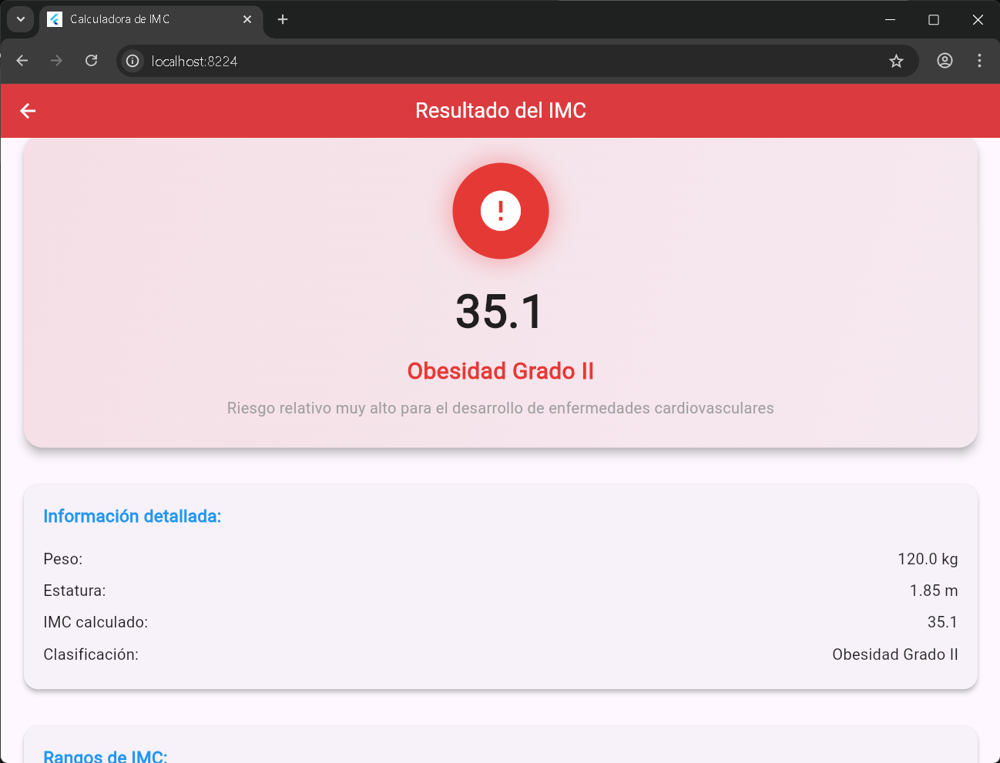 Calculadora de IMC
localhost:8224
Resultado del IMC
35.1
Obesidad Grado II
Riesgo relativo muy alto para el desarrollo de enfermedades cardiovasculares
Información detallada:
Peso: 120.0 kg
Estatura: 1.85 m
IMC calculado: 35.1
Clasificación: Obesidad Grado II
Rangos de IMC: